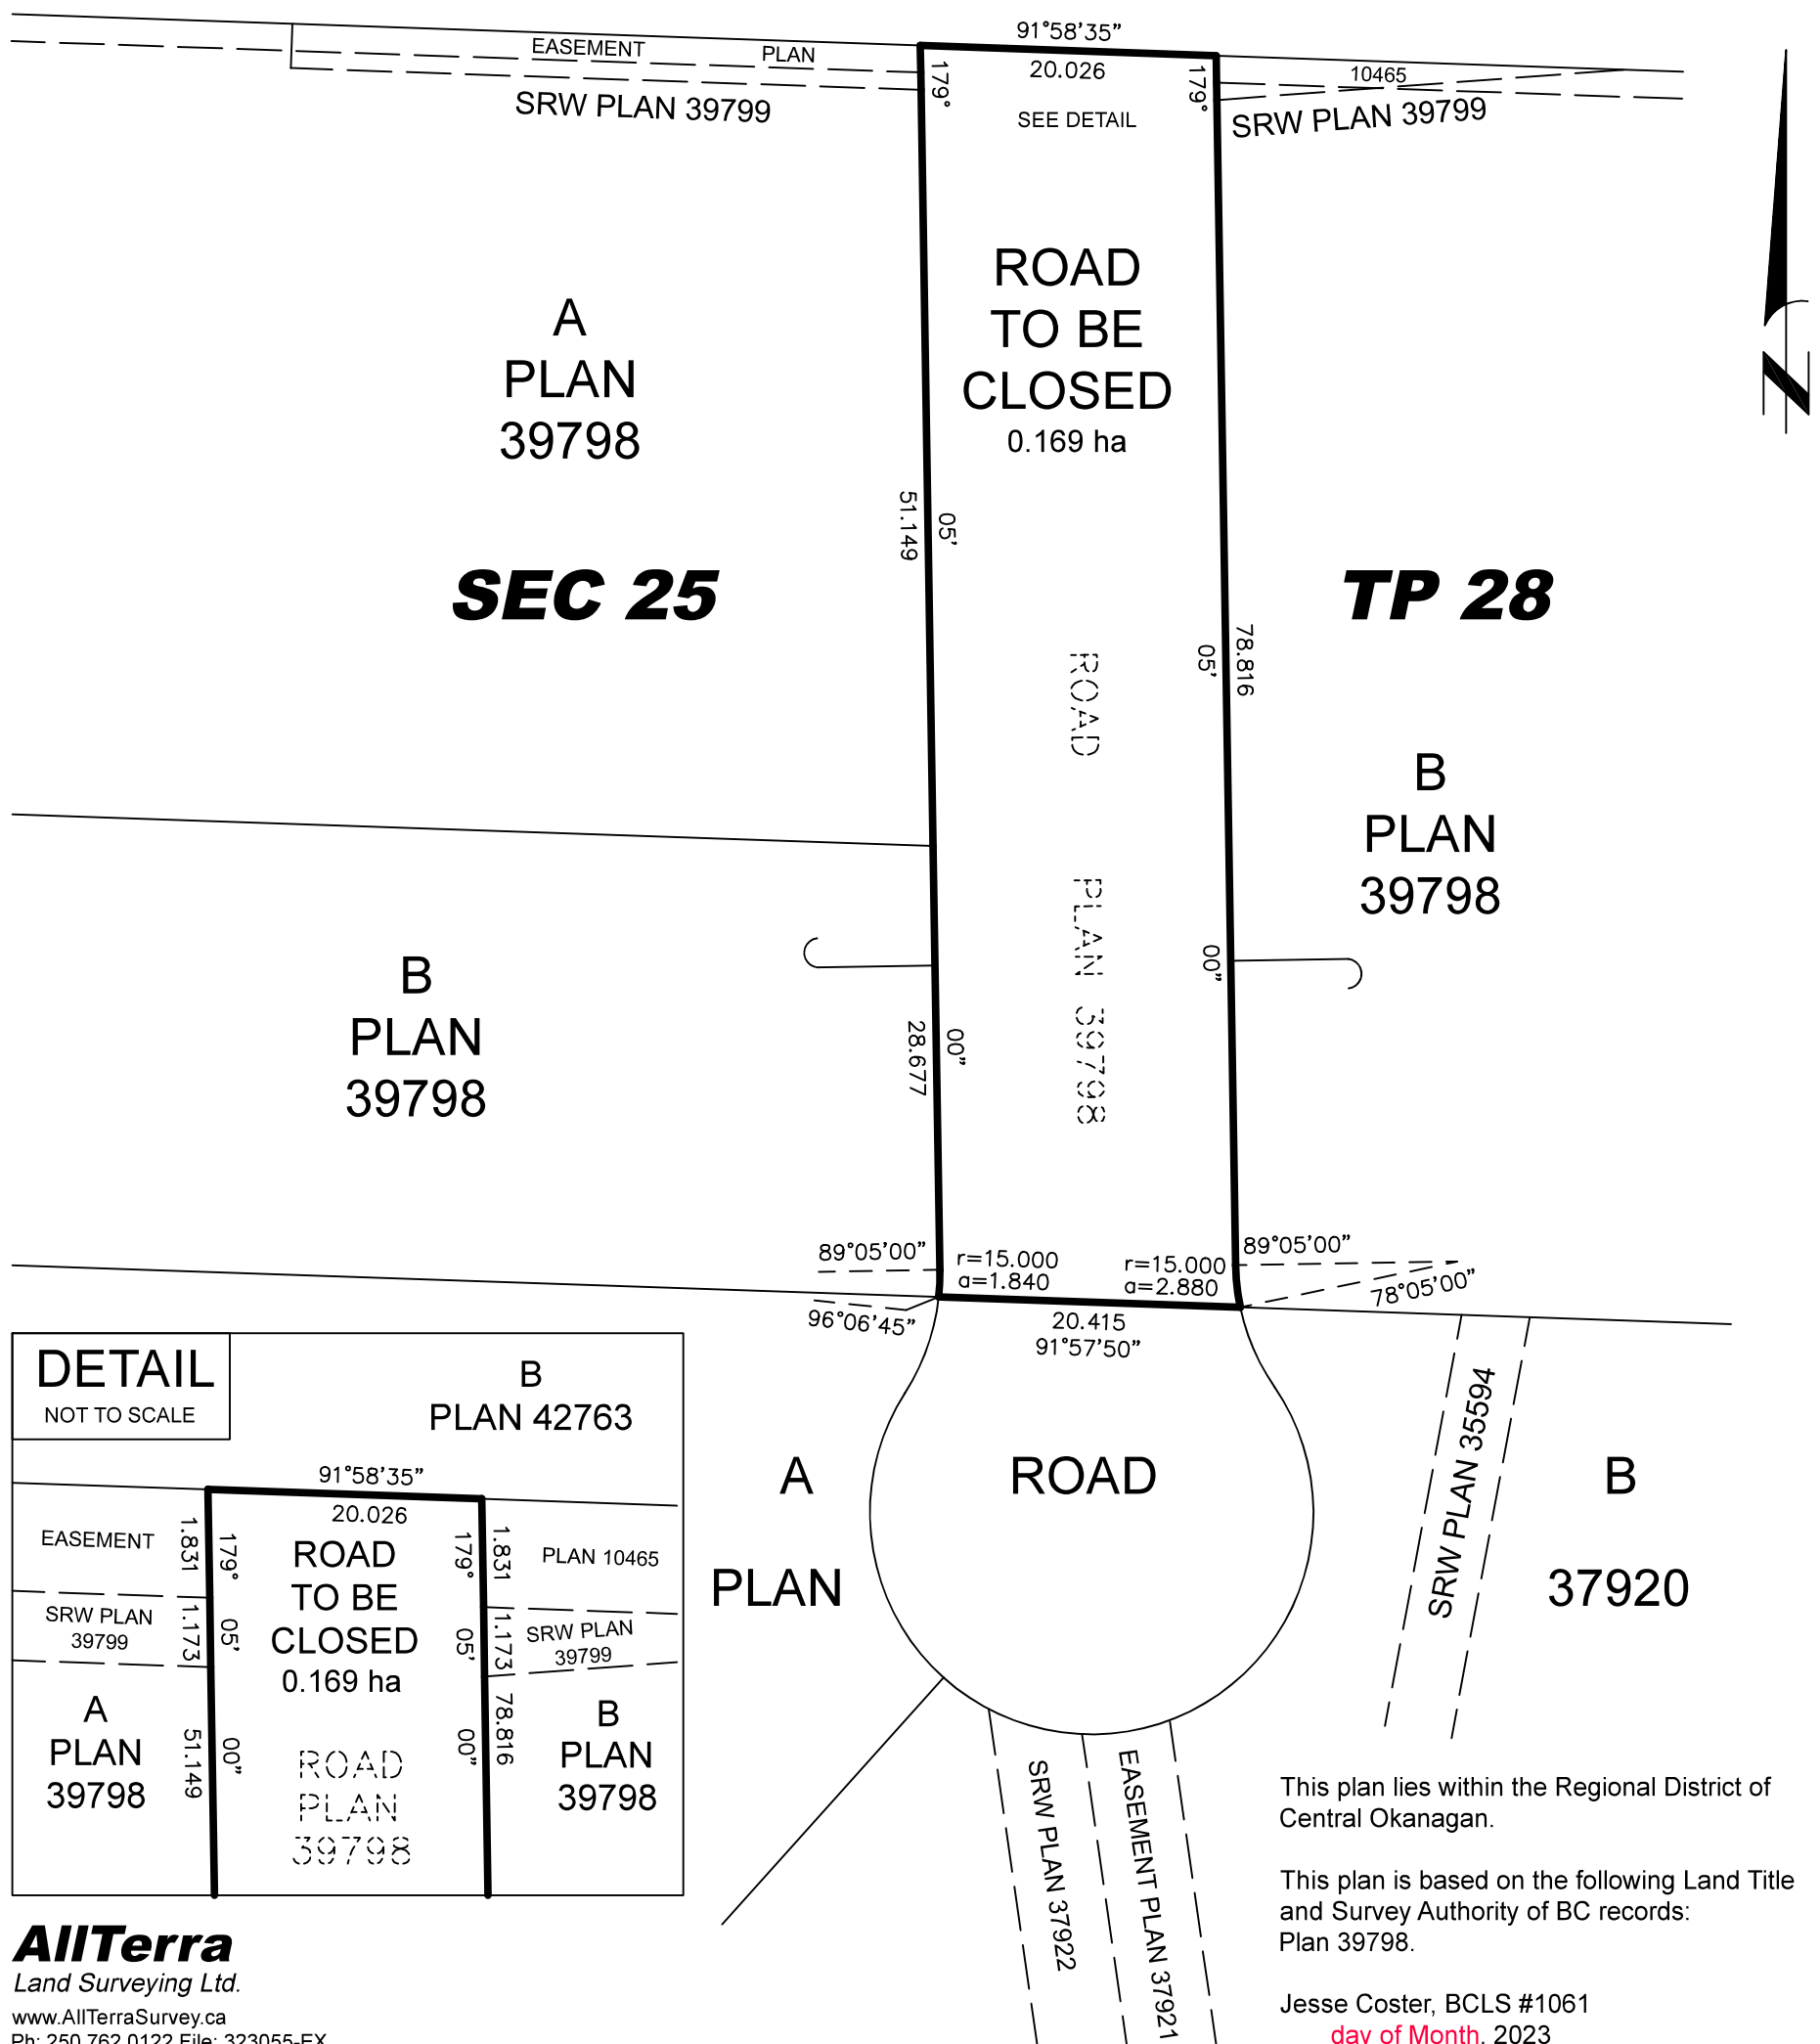 91°58'35"
EASEMENT PLAN
20.026
10465
SRW PLAN 39799
179°
179°
SEE DETAIL
SRW PLAN 39799
ROAD
TO BE
CLOSED
0.169 ha
A
PLAN
39798
51.149
05'
SEC 25
TP 28
78.816
05'
ROAD
PLAN 39798
B
PLAN
39798
00"
B
PLAN
39798
28.677
00"
89°05'00"
r=15.000
a=1.840
r=15.000
a=2.880
89°05'00"
78°05'00"
96°06'45"
20.415
91°57'50"
DETAIL
NOT TO SCALE
B
PLAN 42763
91°58'35"
20.026
EASEMENT
1.831
179°
ROAD
TO BE
CLOSED
0.169 ha
179°
1.831
PLAN 10465
SRW PLAN
39799
1.173
05'
05'
1.173
SRW PLAN
39799
A
PLAN
39798
51.149
00"
ROAD
PLAN
39798
00"
78.816
B
PLAN
39798
A
PLAN
ROAD
SRW PLAN 35594
B
37920
SRW PLAN 37922
EASEMENT PLAN 37921
AllTerra
Land Surveying Ltd.
www.AllTerraSurvey.ca
Ph: 250.762.0122 File: 323055-EX
This plan lies within the Regional District of
Central Okanagan.
This plan is based on the following Land Title
and Survey Authority of BC records:
Plan 39798.
Jesse Coster, BCLS #1061
day of Month, 2023